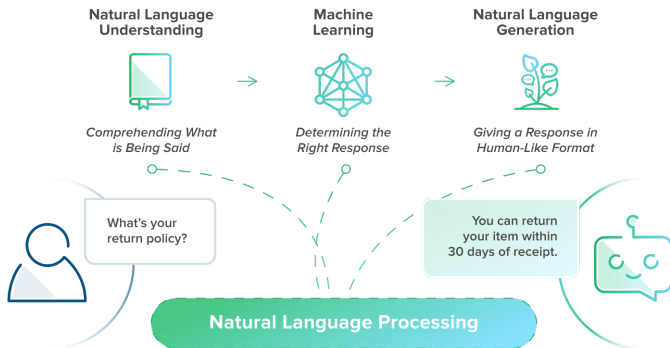 Natural Language
Understanding
Machine
Learning
Natural Language
Generation
Comprehending What
is Being Said
Determining the
Right Response
Giving a Response in
Human-Like Format
What's your
return policy?
You can return
your item within
30 days of receipt.
Natural Language Processing